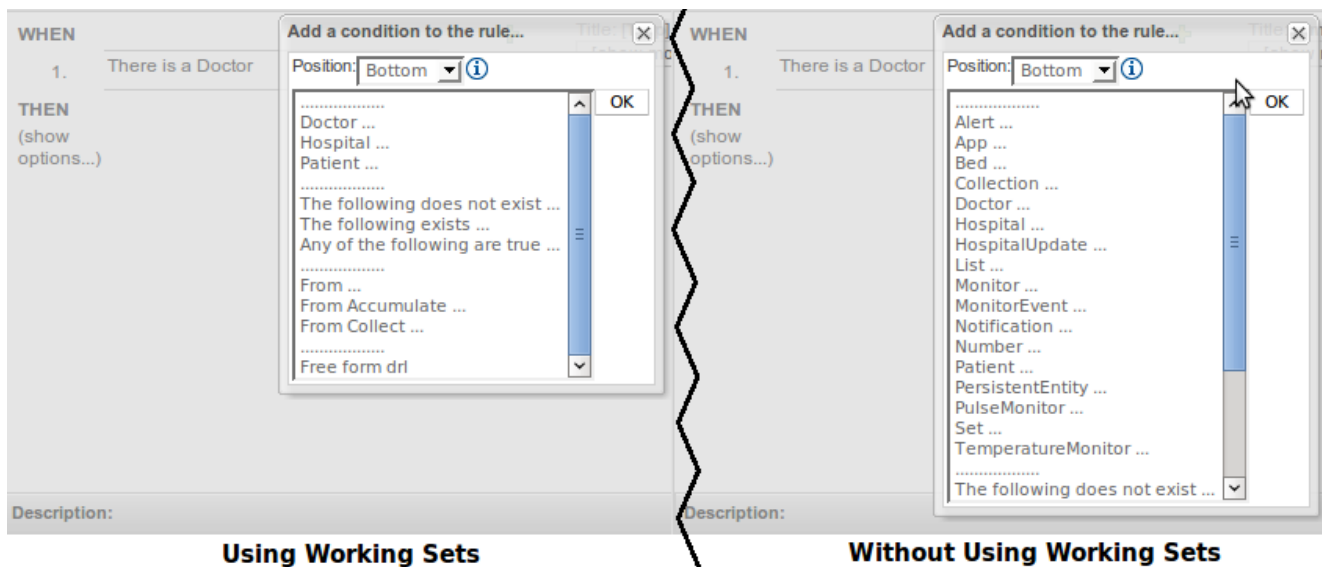 WHEN
1. There is a Doctor
THEN
(show
options...)
Add a condition to the rule...
Position: Bottom
...................
Doctor ...
Hospital ...
Patient ...
...................
The following does not exist ...
The following exists ...
Any of the following are true ...
...................
From ...
From Accumulate ...
From Collect ...
...................
Free form drl
OK
Description:
Using Working Sets
WHEN
1. There is a Doctor
THEN
(show
options...)
Add a condition to the rule...
Position: Bottom
...................
Alert ...
App ...
Bed ...
Collection ...
Doctor ...
Hospital ...
HospitalUpdate ...
List ...
Monitor ...
MonitorEvent ...
Notification ...
Number ...
Patient ...
PersistentEntity ...
PulseMonitor ...
Set ...
TemperatureMonitor ...
...................
The following does not exist ...
OK
Description:
Without Using Working Sets